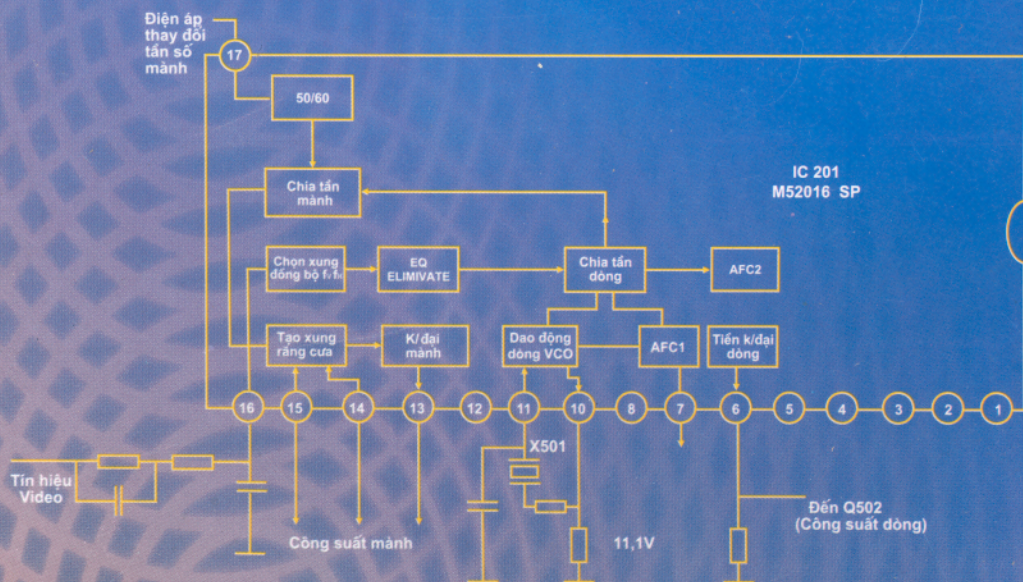 Điện áp
thay đổi
tần số
mành
17
50/60
IC 201
M52016 SP
Chia tần
mành
Chọn xung
đồng bộ fᵥfₕ
EQ
ELIMIVATE
Chia tần
dòng
AFC2
Tạo xung
răng cưa
K/đại
mành
Dao động
dòng VCO
AFC1
Tiền k/đại
dòng
16 15 14 13 12 11 10 8 7 6 5 4 3 2 1
X501
Tín hiệu
Video
Đến Q502
(Công suất dòng)
Công suất mành
11,1V